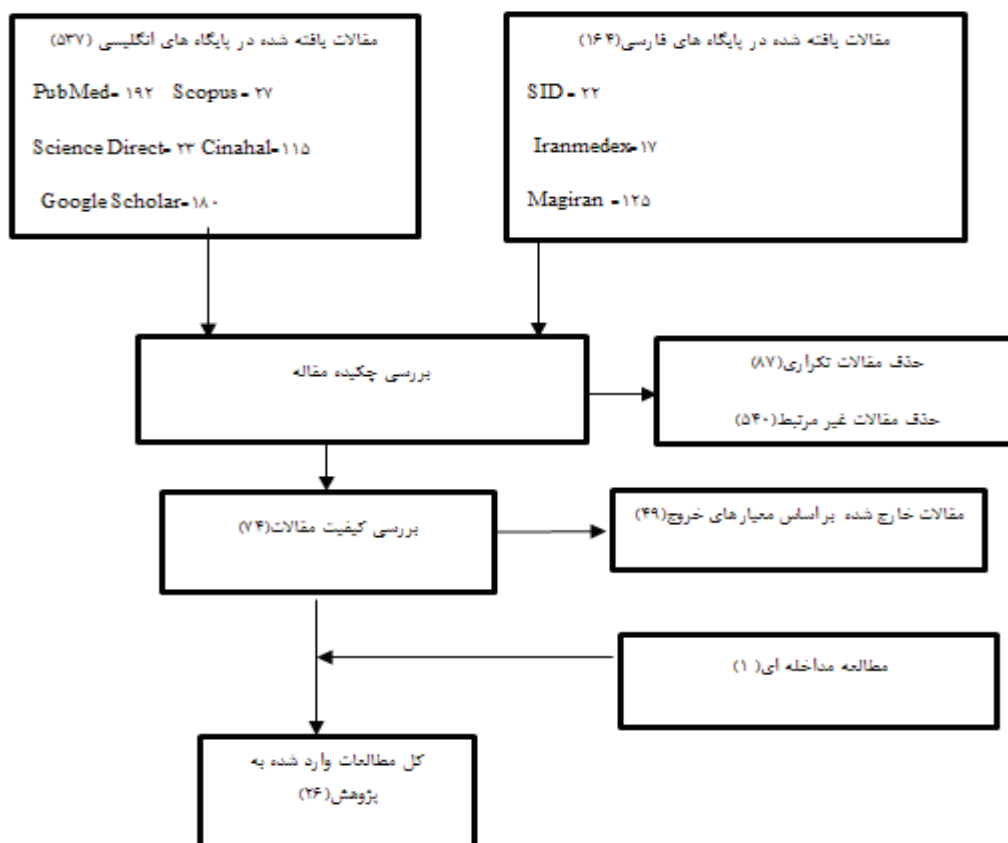 مقالات یافته شده در پایگاه های انگلیسی (۵۳۷)
PubMed- ۱۹۲ Scopus - ۲۷
Science Direct- ۲۳ Cinahal-۱۱۵
Google Scholar-۱۸۰
مقالات یافته شده در پایگاه های فارسی(۱۶۴)
SID - ۲۲
Iranmedex-۱۷
Magiran -۱۲۵
بررسی چکیده مقاله
حذف مقالات تکراری(۸۷)
حذف مقالات غیر مرتبط(۵۴۰)
بررسی کیفیت مقالات(۷۴)
مقالات خارج شده بر اساس معیارهای خروج(۴۹)
مطالعه مداخله ای(۱)
کل مطالعات وارد شده به
پژوهش(۲۶)